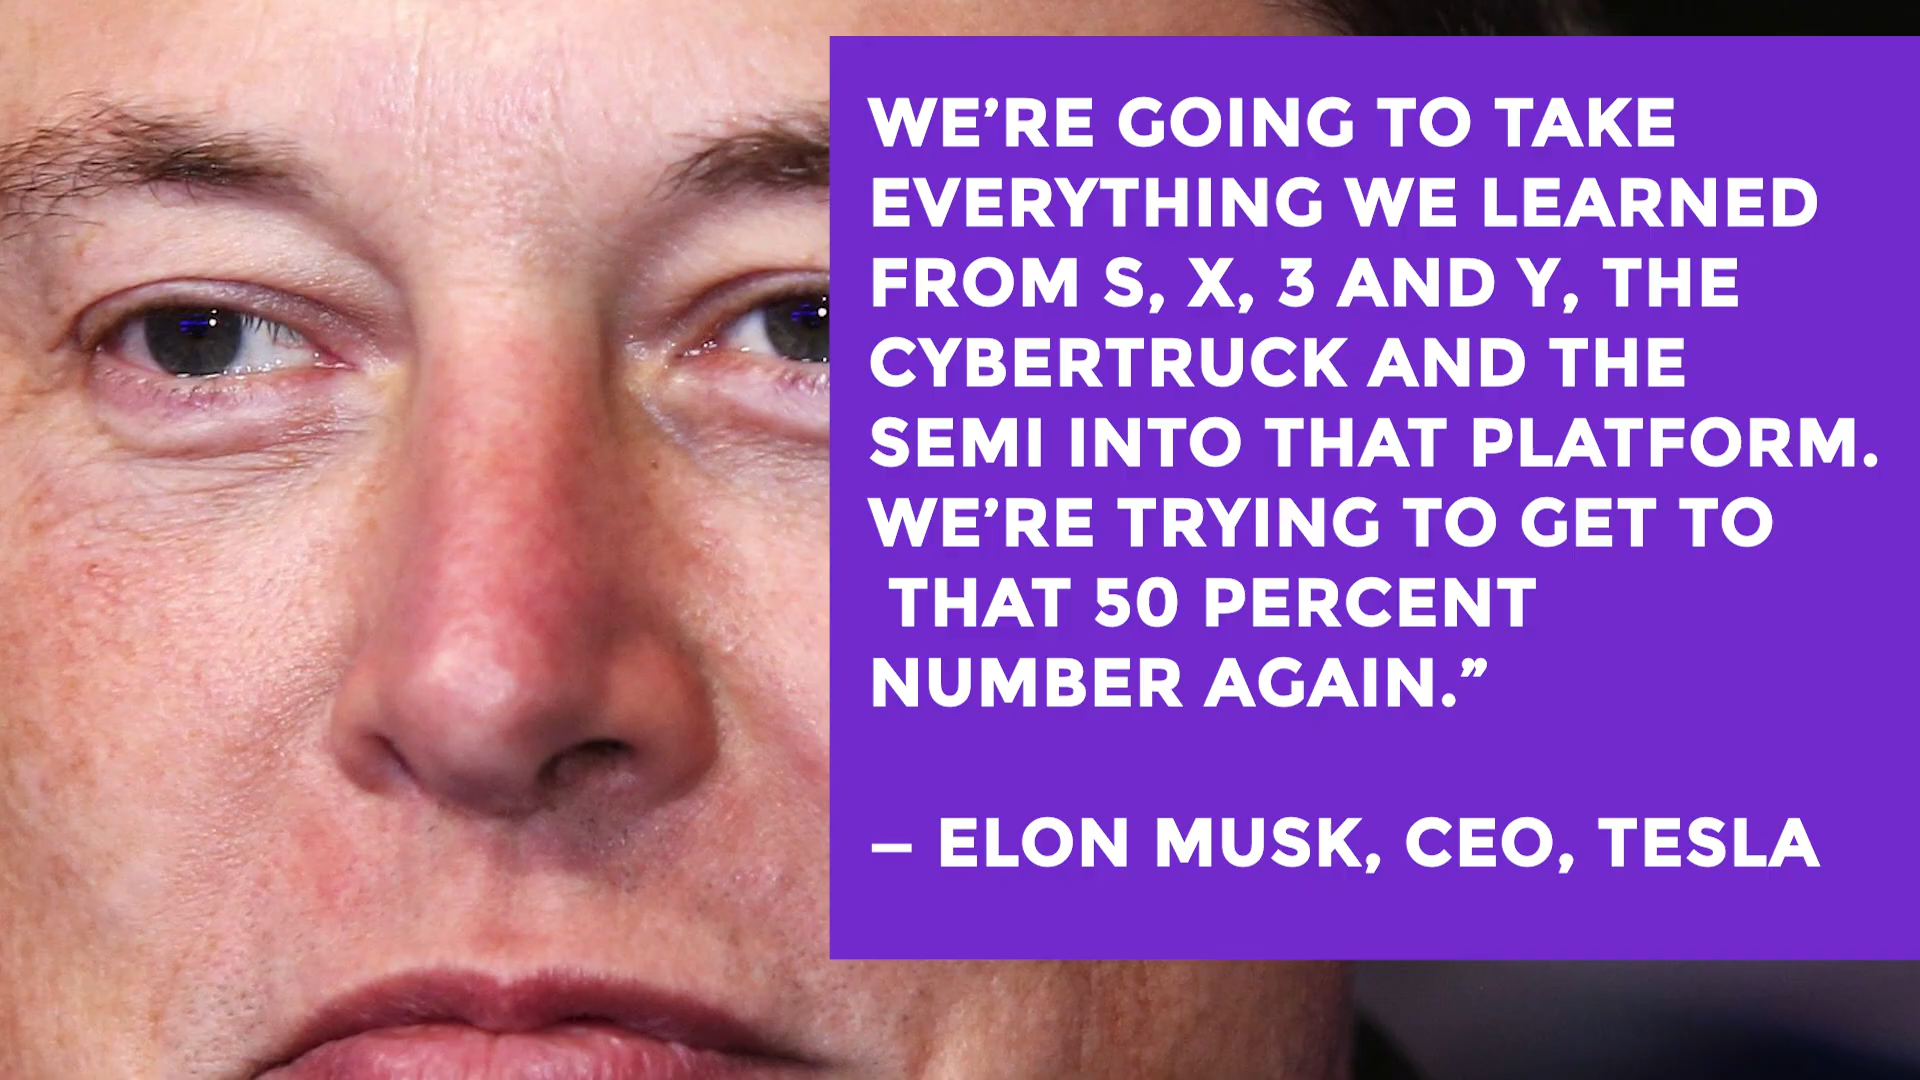 WE’RE GOING TO TAKE
EVERYTHING WE LEARNED
FROM S, X, 3 AND Y, THE
CYBERTRUCK AND THE
SEMI INTO THAT PLATFORM.
WE’RE TRYING TO GET TO
THAT 50 PERCENT
NUMBER AGAIN.”
– ELON MUSK, CEO, TESLA